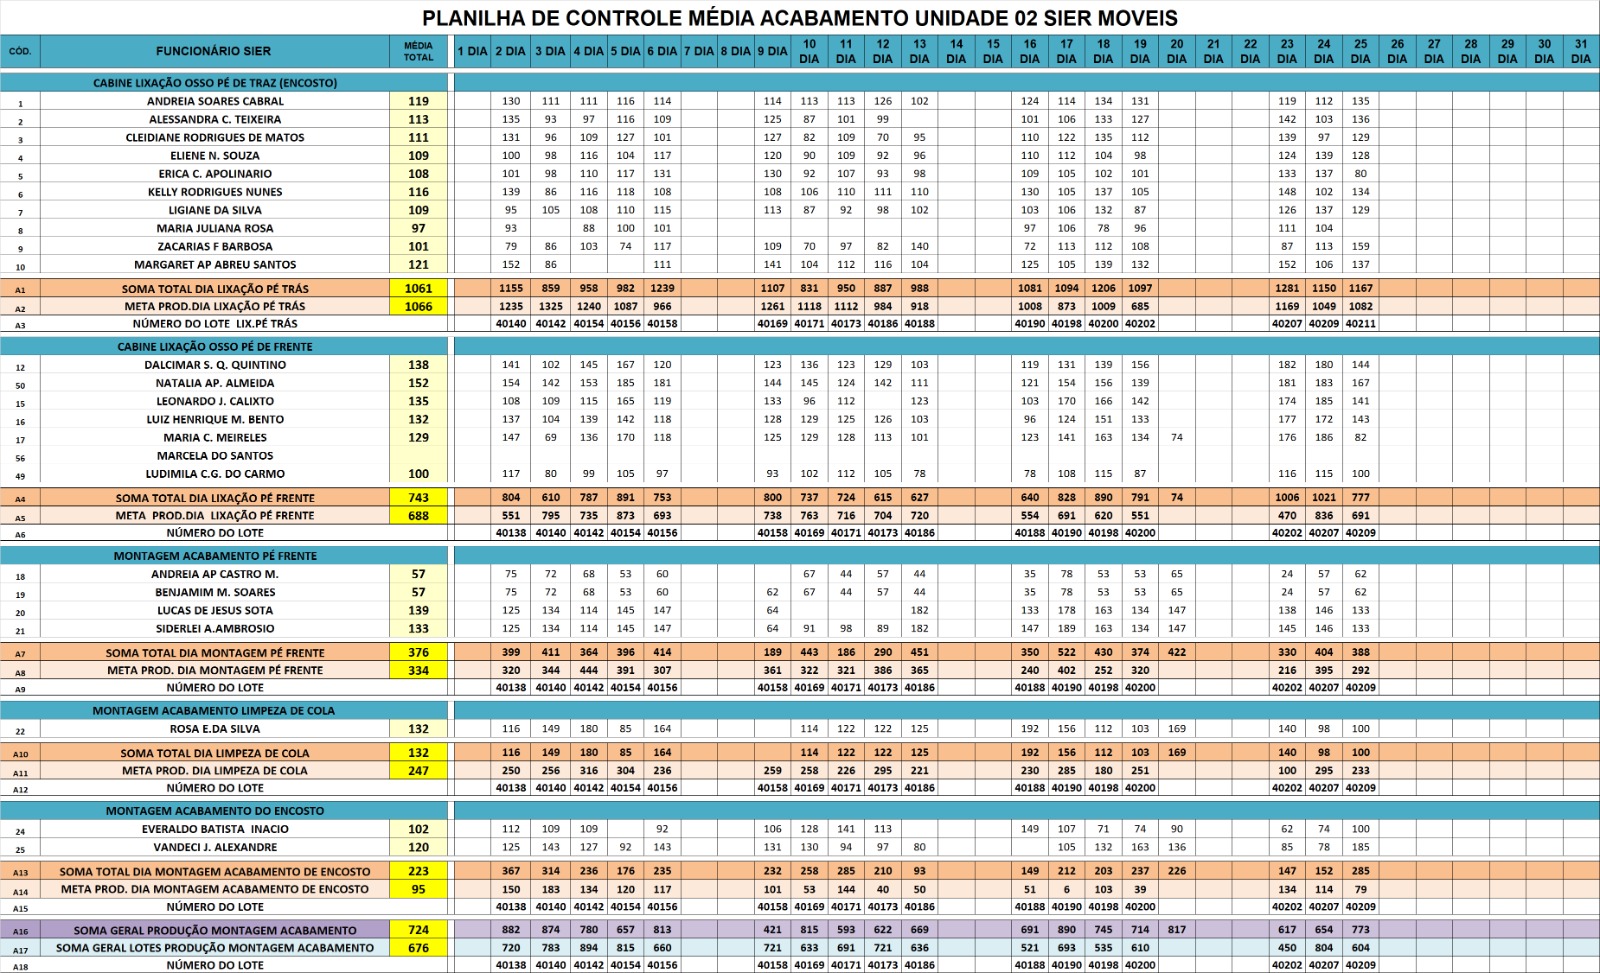 PLANILHA DE CONTROLE MÉDIA ACABAMENTO UNIDADE 02 SIER MOVEIS
CÓD. FUNCIONÁRIO SIER MÉDIA TOTAL 1 DIA 2 DIA 3 DIA 4 DIA 5 DIA 6 DIA 7 DIA 8 DIA 9 DIA 10 DIA 11 DIA 12 DIA 13 DIA 14 DIA 15 DIA 16 DIA 17 DIA 18 DIA 19 DIA 20 DIA 21 DIA 22 DIA 23 DIA 24 DIA 25 DIA 26 DIA 27 DIA 28 DIA 29 DIA 30 DIA 31 DIA
CABINE LIXAÇÃO OSSO PÉ DE TRAZ (ENCOSTO)
1 ANDREIA SOARES CABRAL 119 130 111 111 116 114 114 113 113 126 102 124 114 134 131 119 112 135
2 ALESSANDRA C. TEIXEIRA 113 135 93 97 116 109 125 87 101 99 101 106 133 127 142 103 136
3 CLEIDIANE RODRIGUES DE MATOS 111 131 96 109 127 101 127 82 109 70 95 110 122 135 112 139 97 129
4 ELIENE N. SOUZA 109 100 98 116 104 117 120 90 109 92 96 110 112 104 98 124 139 128
5 ERICA C. APOLINARIO 108 101 98 110 117 131 130 92 107 93 98 109 105 102 101 133 137 80
6 KELLY RODRIGUES NUNES 116 139 86 116 118 108 108 106 110 111 110 130 105 137 105 148 102 134
7 LIGIANE DA SILVA 109 95 105 108 110 115 113 87 92 98 102 103 106 132 87 126 137 129
8 MARIA JULIANA ROSA 97 93 88 100 101 97 106 78 96 111 104
9 ZACARIAS F BARBOSA 101 79 86 103 74 117 109 70 97 82 140 72 113 112 108 87 113 159
10 MARGARET AP ABREU SANTOS 121 152 86 111 141 104 112 116 104 125 105 139 132 152 106 137
A1 SOMA TOTAL DIA LIXAÇÃO PÉ TRÁS 1061 1155 859 958 982 1239 1107 831 950 887 988 1081 1094 1206 1097 1281 1150 1167
A2 META PROD.DIA LIXAÇÃO PÉ TRÁS 1066 1235 1325 1240 1087 966 1261 1118 1112 984 918 1008 873 1009 685 1169 1049 1082
A3 NÚMERO DO LOTE LIX.PÉ TRÁS 40140 40142 40154 40156 40158 40169 40171 40173 40186 40188 40190 40198 40200 40202 40207 40209 40211
CABINE LIXAÇÃO OSSO PÉ DE FRENTE
12 DALCIMAR S. Q. QUINTINO 138 141 102 145 167 120 123 136 123 129 103 119 131 139 156 182 180 144
50 NATALIA AP. ALMEIDA 152 154 142 153 185 181 144 145 124 142 111 121 154 156 139 181 183 167
15 LEONARDO J. CALIXTO 135 108 109 115 165 119 133 96 112 123 103 170 166 142 174 185 141
16 LUIZ HENRIQUE M. BENTO 132 137 104 139 142 118 128 129 125 126 103 96 124 151 133 177 172 143
17 MARIA C. MEIRELES 129 147 69 136 170 118 125 129 128 113 101 123 141 163 134 74 176 186 82
56 MARCELA DO SANTOS
49 LUDIMILA C.G. DO CARMO 100 117 80 99 105 97 93 102 112 105 78 78 108 115 87 116 115 100
A4 SOMA TOTAL DIA LIXAÇÃO PÉ FRENTE 743 804 610 787 891 753 800 737 724 615 627 640 828 890 791 74 1006 1021 777
A5 META PROD.DIA LIXAÇÃO PÉ FRENTE 688 551 795 735 873 693 738 763 716 704 720 554 691 620 551 470 836 691
A6 NÚMERO DO LOTE 40138 40140 40142 40154 40156 40158 40169 40171 40173 40186 40188 40190 40198 40200 40202 40207 40209
MONTAGEM ACABAMENTO PÉ FRENTE
18 ANDREIA AP CASTRO M. 57 75 72 68 53 60 67 44 57 44 35 78 53 53 65 24 57 62
19 BENJAMIM M. SOARES 57 75 72 68 53 60 62 67 44 57 44 35 78 53 53 65 24 57 62
20 LUCAS DE JESUS SOTA 139 125 134 114 145 147 64 182 133 178 163 134 147 138 146 133
21 SIDERLEI A.AMBROSIO 133 125 134 114 145 147 64 91 98 89 182 147 189 163 134 147 145 146 133
A7 SOMA TOTAL DIA MONTAGEM PÉ FRENTE 376 399 411 364 396 414 189 443 186 290 451 350 522 430 374 422 330 404 388
A8 META PROD. DIA MONTAGEM PÉ FRENTE 334 320 344 444 391 307 361 322 321 386 365 240 402 252 320 216 395 292
A9 NÚMERO DO LOTE 40138 40140 40142 40154 40156 40158 40169 40171 40173 40186 40188 40190 40198 40200 40202 40207 40209
MONTAGEM ACABAMENTO LIMPEZA DE COLA
22 ROSA E.DA SILVA 132 116 149 180 85 164 114 122 122 125 192 156 112 103 169 140 98 100
A10 SOMA TOTAL DIA LIMPEZA DE COLA 132 116 149 180 85 164 114 122 122 125 192 156 112 103 169 140 98 100
A11 META PROD. DIA LIMPEZA DE COLA 247 250 256 316 304 236 259 258 226 295 221 230 285 180 251 100 295 233
A12 NÚMERO DO LOTE 40138 40140 40142 40154 40156 40158 40169 40171 40173 40186 40188 40190 40198 40200 40202 40207 40209
MONTAGEM ACABAMENTO DO ENCOSTO
24 EVERALDO BATISTA INACIO 102 112 109 109 92 106 128 141 113 149 107 71 74 90 62 74 100
25 VANDECI J. ALEXANDRE 120 125 143 127 92 143 131 130 94 97 80 105 132 163 136 85 78 185
A13 SOMA TOTAL DIA MONTAGEM ACABAMENTO DE ENCOSTO 223 367 314 236 176 235 232 258 285 210 93 149 212 203 237 226 147 152 285
A14 META PROD. DIA MONTAGEM ACABAMENTO DE ENCOSTO 95 150 183 134 120 117 101 53 144 40 50 51 6 103 39 134 114 79
A15 NÚMERO DO LOTE 40138 40140 40142 40154 40156 40158 40169 40171 40173 40186 40188 40190 40198 40200 40202 40207 40209
A16 SOMA GERAL PRODUÇÃO MONTAGEM ACABAMENTO 724 882 874 780 657 813 421 815 593 622 669 691 890 745 714 817 617 654 773
A17 SOMA GERAL LOTES PRODUÇÃO MONTAGEM ACABAMENTO 676 720 783 894 815 660 721 633 691 721 636 521 693 535 610 450 804 604
A18 NÚMERO DO LOTE 40138 40140 40142 40154 40156 40158 40169 40171 40173 40186 40188 40190 40198 40200 40202 40207 40209